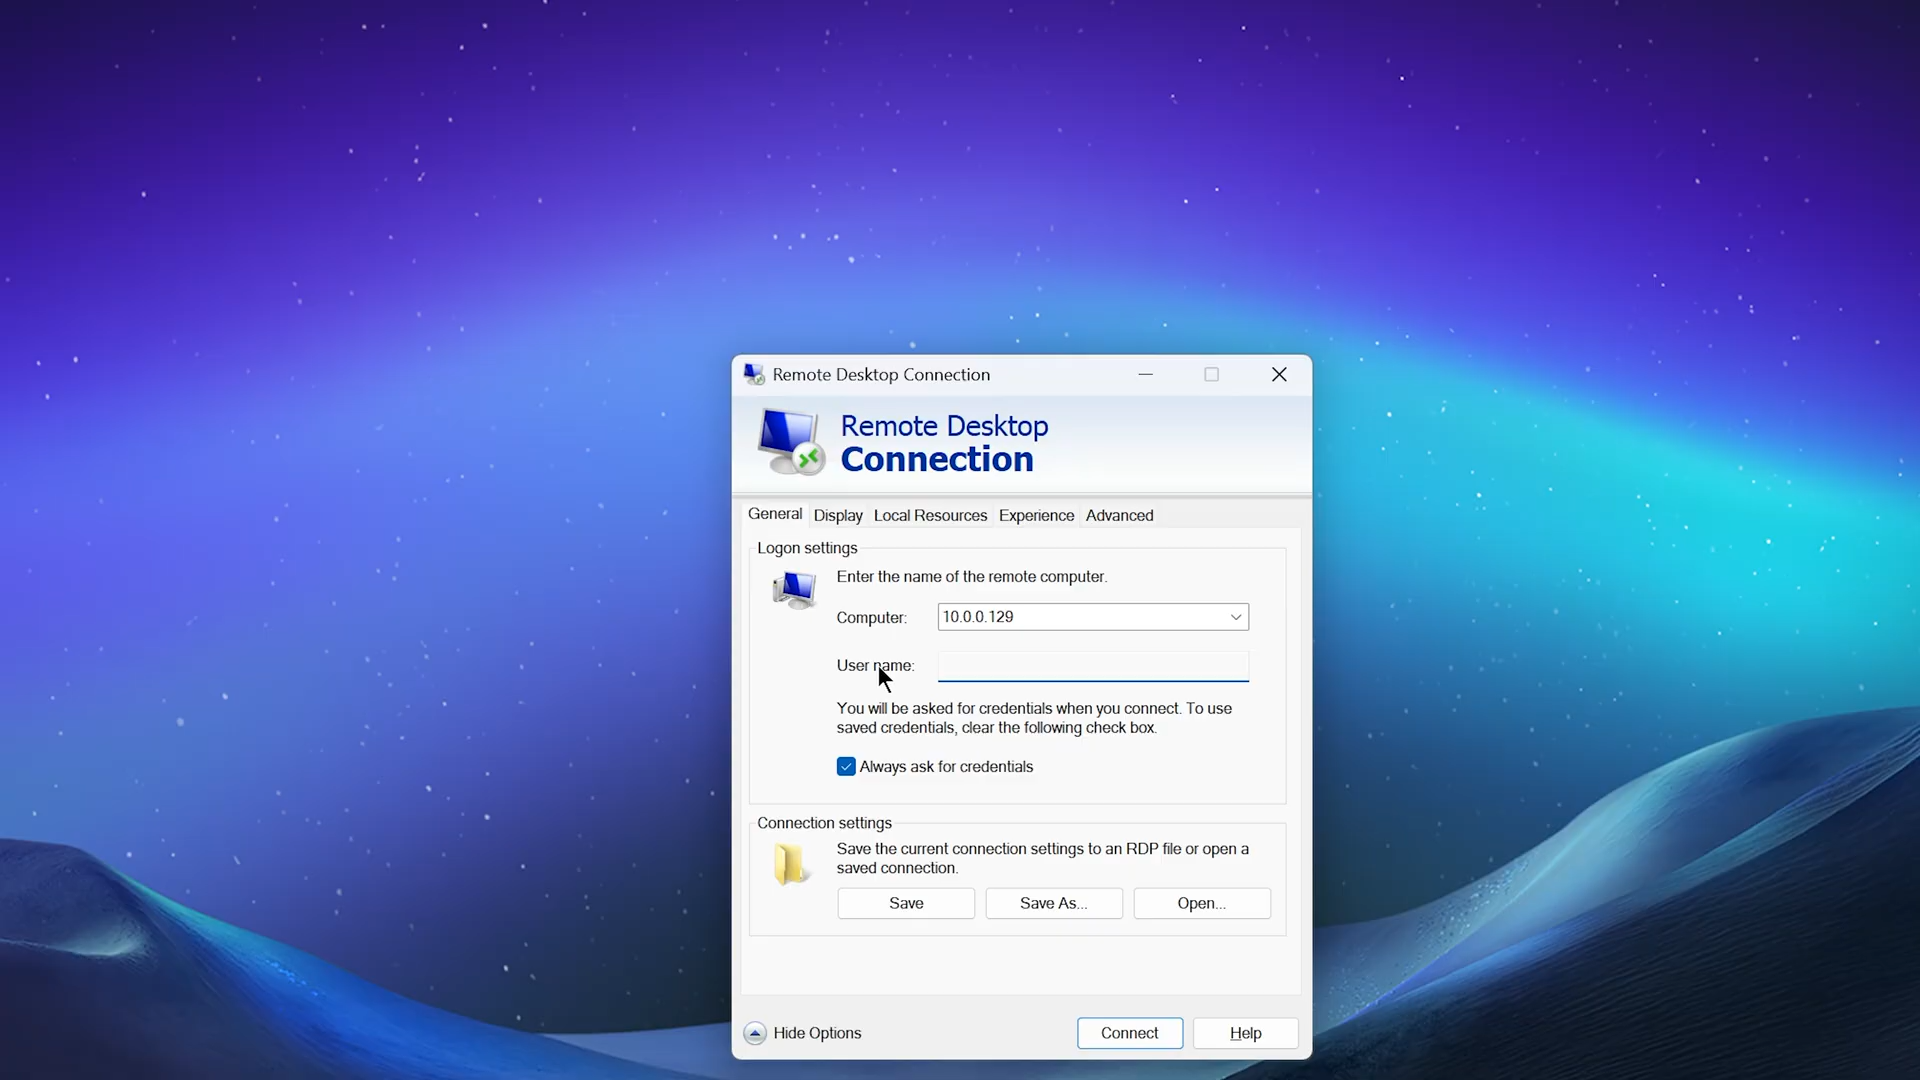 Remote Desktop Connection
Remote Desktop
Connection
General Display Local Resources Experience Advanced
Logon settings
Enter the name of the remote computer.
Computer: 10.0.0.129
User name:
You will be asked for credentials when you connect. To use
saved credentials, clear the following check box.
Always ask for credentials
Connection settings
Save the current connection settings to an RDP file or open a
saved connection.
Save Save As... Open...
Hide Options Connect Help